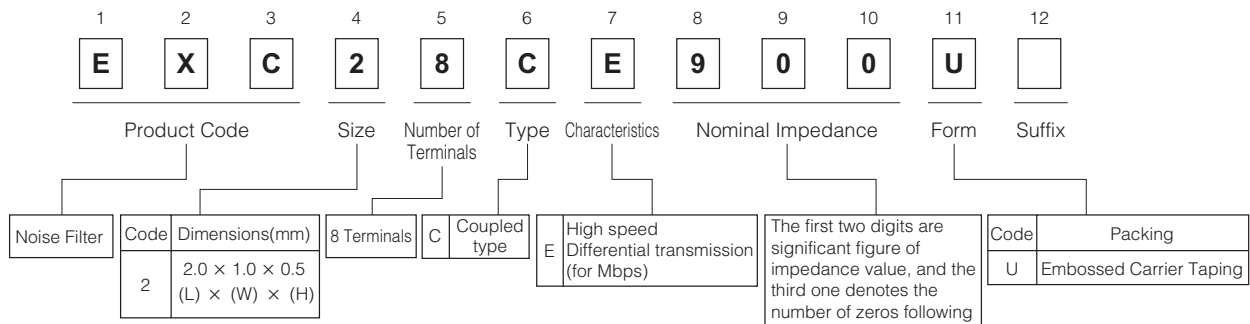 1 2 3 4 5 6 7 8 9 10 11 12
E X C 2 8 C E 9 0 0 U
Product Code Size Number of Terminals Type Characteristics Nominal Impedance Form Suffix
Noise Filter
Code Dimensions(mm)
2 2.0 × 1.0 × 0.5
(L) × (W) × (H)
8 Terminals
C Coupled
type
E High speed
Differential transmission
(for Mbps)
The first two digits are
significant figure of
impedance value, and the
third one denotes the
number of zeros following
Code Packing
U Embossed Carrier Taping